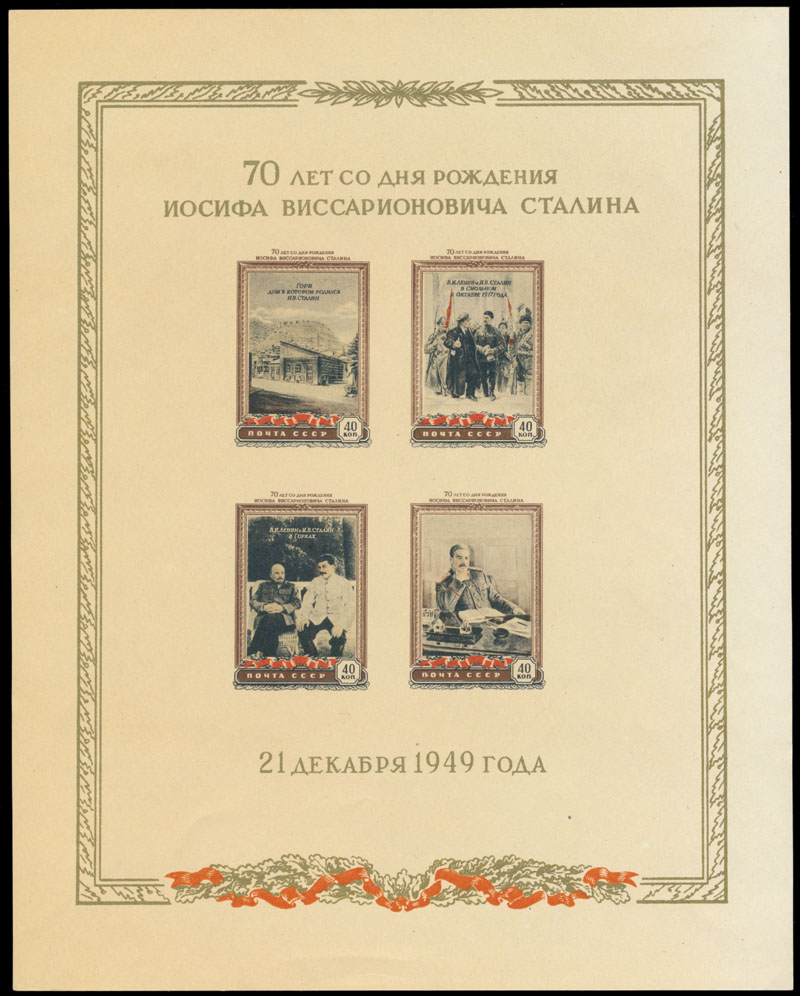 70 ЛЕТ СО ДНЯ РОЖДЕНИЯ
ИОСИФА ВИССАРИОНОВИЧА СТАЛИНА
70 ЛЕТ СО ДНЯ РОЖДЕНИЯ
ИОСИФА ВИССАРИОНОВИЧА СТАЛИНА
ГОРИ
ДОМ В КОТОРОМ РОДИЛСЯ
И.В. СТАЛИН
ПОЧТА СССР
40
КОП
70 ЛЕТ СО ДНЯ РОЖДЕНИЯ
ИОСИФА ВИССАРИОНОВИЧА СТАЛИНА
В.И. ЛЕНИН И И.В. СТАЛИН
В СМОЛЬНОМ
В ОКТЯБРЕ 1917 ГОДА
ПОЧТА СССР
40
КОП
70 ЛЕТ СО ДНЯ РОЖДЕНИЯ
ИОСИФА ВИССАРИОНОВИЧА СТАЛИНА
В.И. ЛЕНИН И И.В. СТАЛИН
В ГОРКАХ
ПОЧТА СССР
40
КОП
70 ЛЕТ СО ДНЯ РОЖДЕНИЯ
ИОСИФА ВИССАРИОНОВИЧА СТАЛИНА
ПОЧТА СССР
40
КОП
21 ДЕКАБРЯ 1949 ГОДА